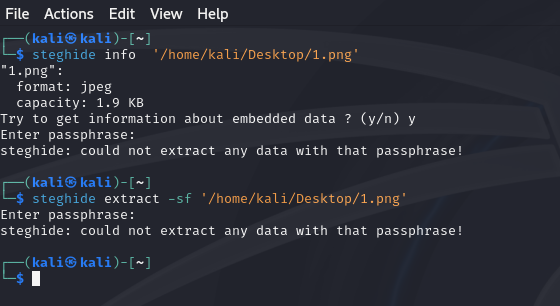 File Actions Edit View Help
┌──(kali㉿kali)-[~]
└─$ steghide info '/home/kali/Desktop/1.png'
"1.png":
format: jpeg
capacity: 1.9 KB
Try to get information about embedded data ? (y/n) y
Enter passphrase:
steghide: could not extract any data with that passphrase!
┌──(kali㉿kali)-[~]
└─$ steghide extract -sf '/home/kali/Desktop/1.png'
Enter passphrase:
steghide: could not extract any data with that passphrase!
┌──(kali㉿kali)-[~]
└─$